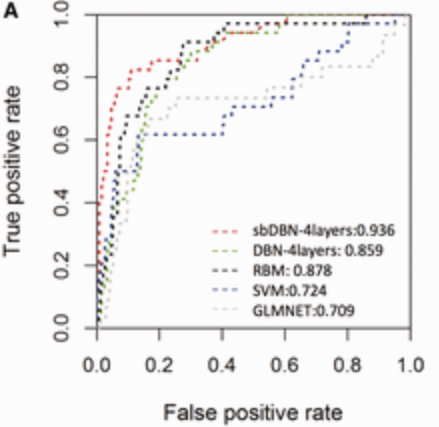 A
True positive rate
1.0
0.8
0.6
0.4
0.2
0.0
sbDBN-4layers:0.936
DBN-4layers: 0.859
RBM: 0.878
SVM:0.724
GLMNET:0.709
0.0 0.2 0.4 0.6 0.8 1.0
False positive rate